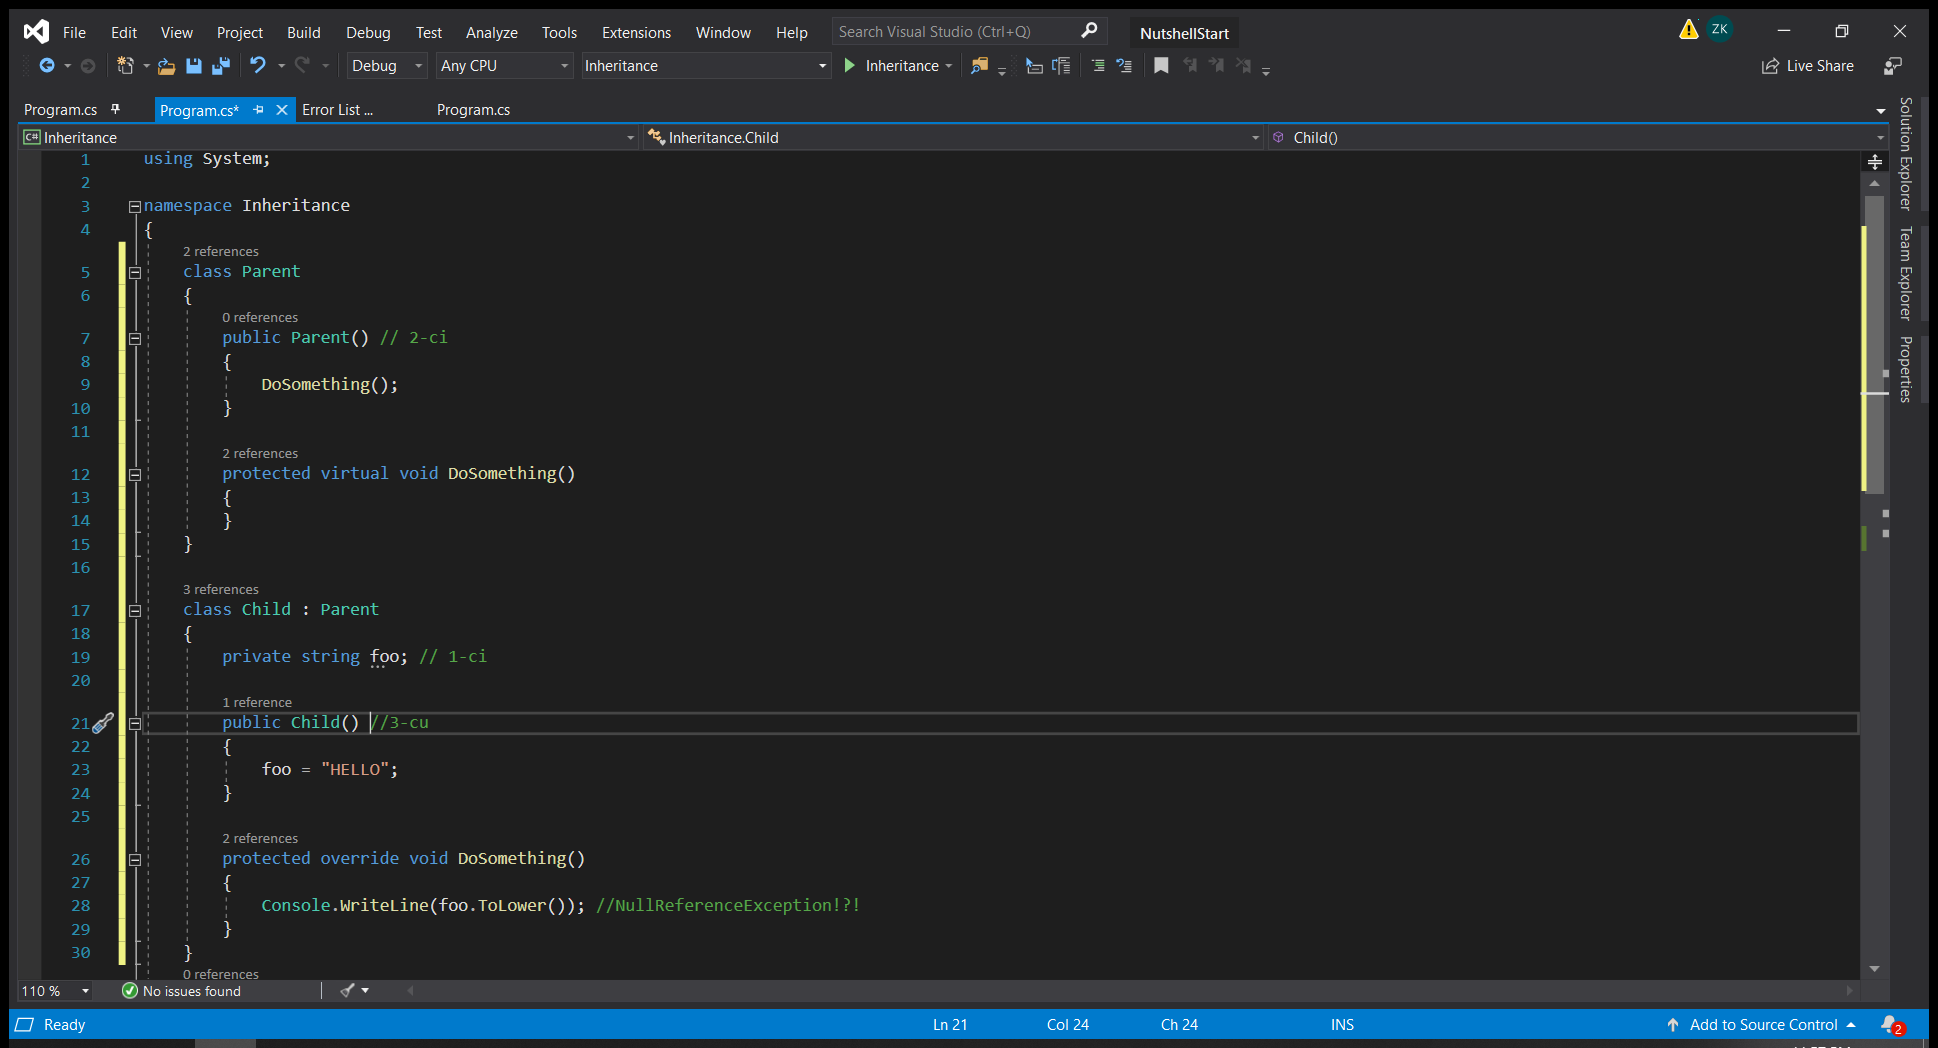 File Edit View Project Build Debug Test Analyze Tools Extensions Window Help Search Visual Studio (Ctrl+Q) NutshellStart ZK
Debug Any CPU Inheritance Inheritance Live Share
Program.cs Program.cs* Error List ... Program.cs
Inheritance Inheritance.Child Child()
1 using System;
2
3 namespace Inheritance
4 {
2 references
5 class Parent
6 {
0 references
7 public Parent() // 2-ci
8 {
9 DoSomething();
10 }
11
2 references
12 protected virtual void DoSomething()
13 {
14 }
15 }
16
3 references
17 class Child : Parent
18 {
19 private string foo; // 1-ci
20
1 reference
21 public Child() //3-cu
22 {
23 foo = "HELLO";
24 }
25
2 references
26 protected override void DoSomething()
27 {
28 Console.WriteLine(foo.ToLower()); //NullReferenceException!?!
29 }
30 }
0 references
Solution Explorer
Team Explorer
Properties
110 % No issues found
Ready Ln 21 Col 24 Ch 24 INS Add to Source Control 2